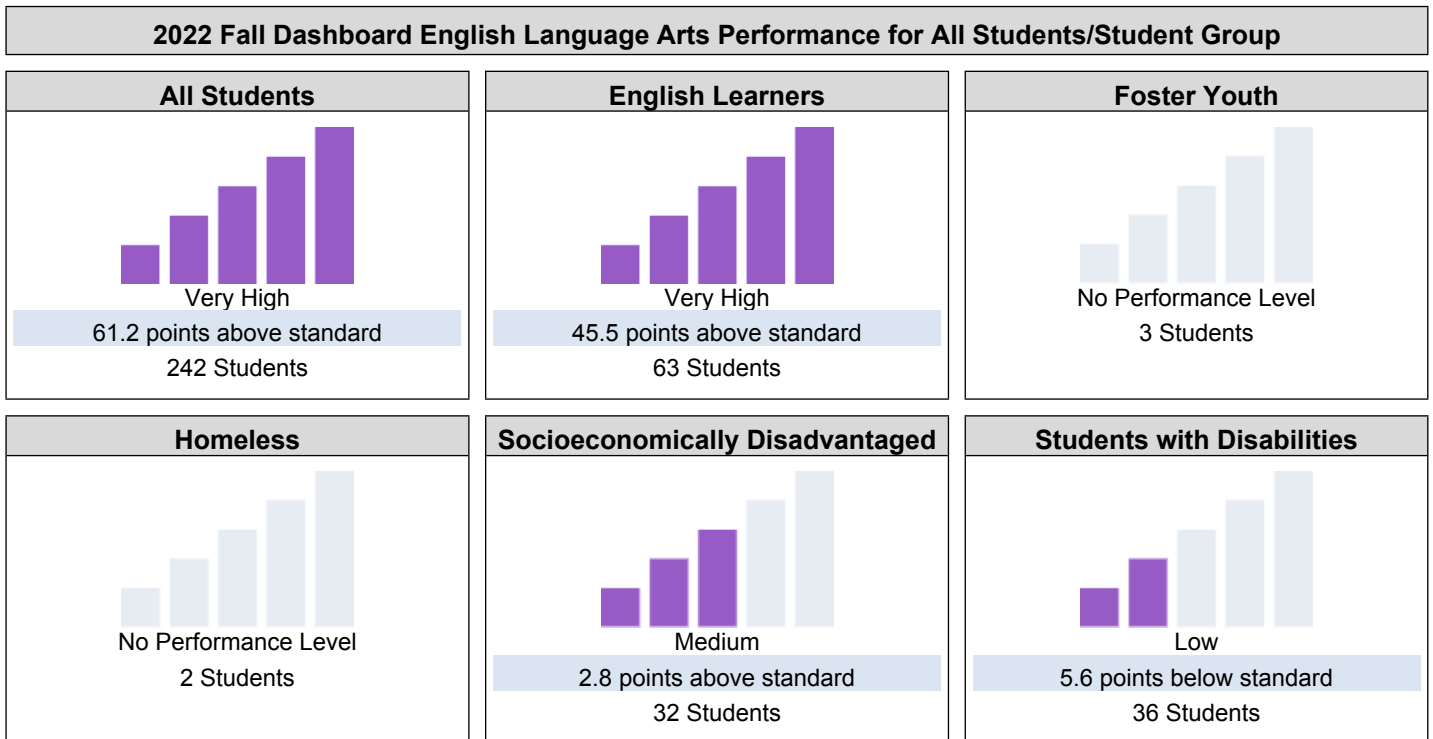 2022 Fall Dashboard English Language Arts Performance for All Students/Student Group
All Students
Very High
61.2 points above standard
242 Students
English Learners
Very High
45.5 points above standard
63 Students
Foster Youth
No Performance Level
3 Students
Homeless
No Performance Level
2 Students
Socioeconomically Disadvantaged
Medium
2.8 points above standard
32 Students
Students with Disabilities
Low
5.6 points below standard
36 Students